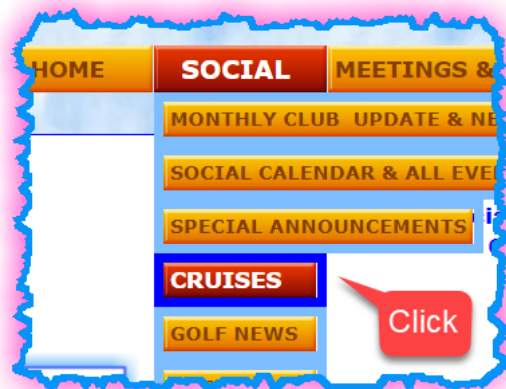 HOME SOCIAL MEETINGS &
MONTHLY CLUB UPDATE & NE
SOCIAL CALENDAR & ALL EVE
SPECIAL ANNOUNCEMENTS
CRUISES
Click
GOLF NEWS